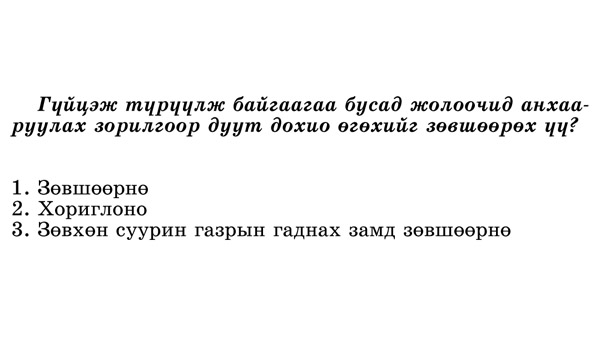 Гүйцэж түрүүлж байгаагаа бусад жолоочид анхаа-
руулах зорилгоор дуут дохио өгөхийг зөвшөөрөх үү?
1. Зөвшөөрнө
2. Хориглоно
3. Зөвхөн суурин газрын гаднах замд зөвшөөрнө